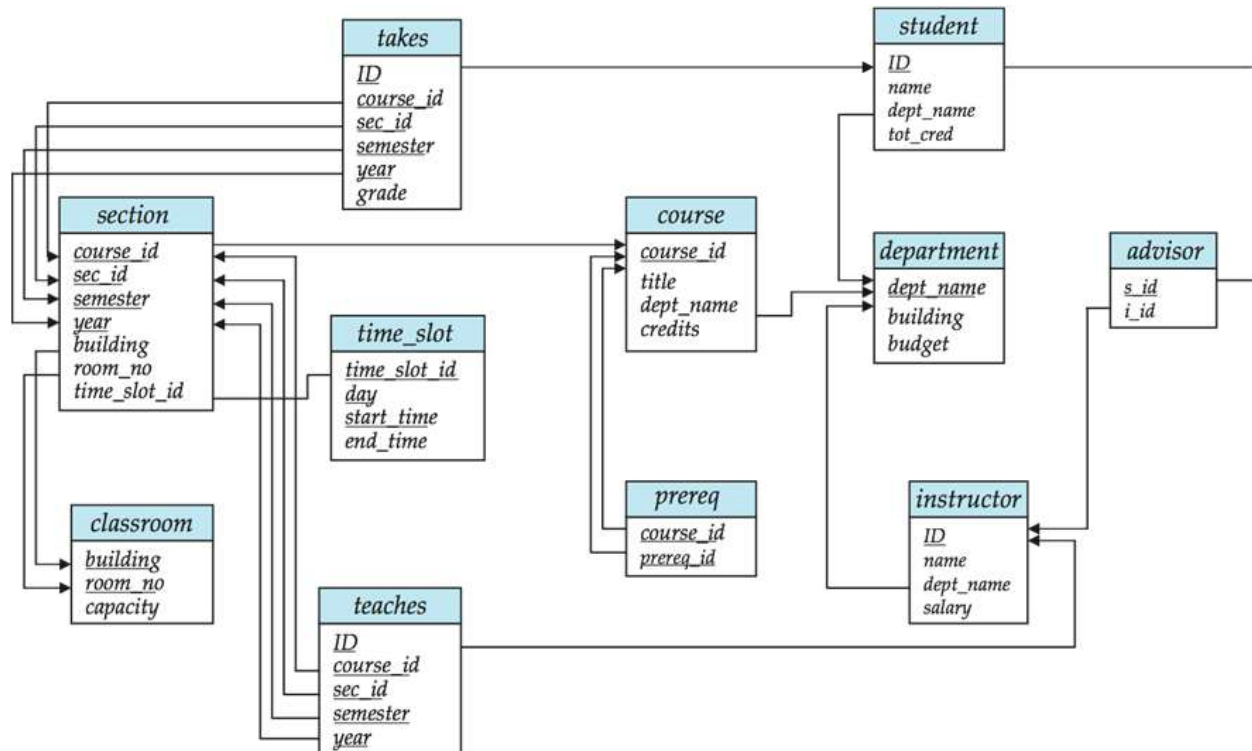 takes
ID
course_id
sec_id
semester
year
grade
student
ID
name
dept_name
tot_cred
section
course_id
sec_id
semester
year
building
room_no
time_slot_id
time_slot
time_slot_id
day
start_time
end_time
course
course_id
title
dept_name
credits
department
dept_name
building
budget
advisor
s_id
i_id
classroom
building
room_no
capacity
prereq
course_id
prereq_id
instructor
ID
name
dept_name
salary
teaches
ID
course_id
sec_id
semester
year